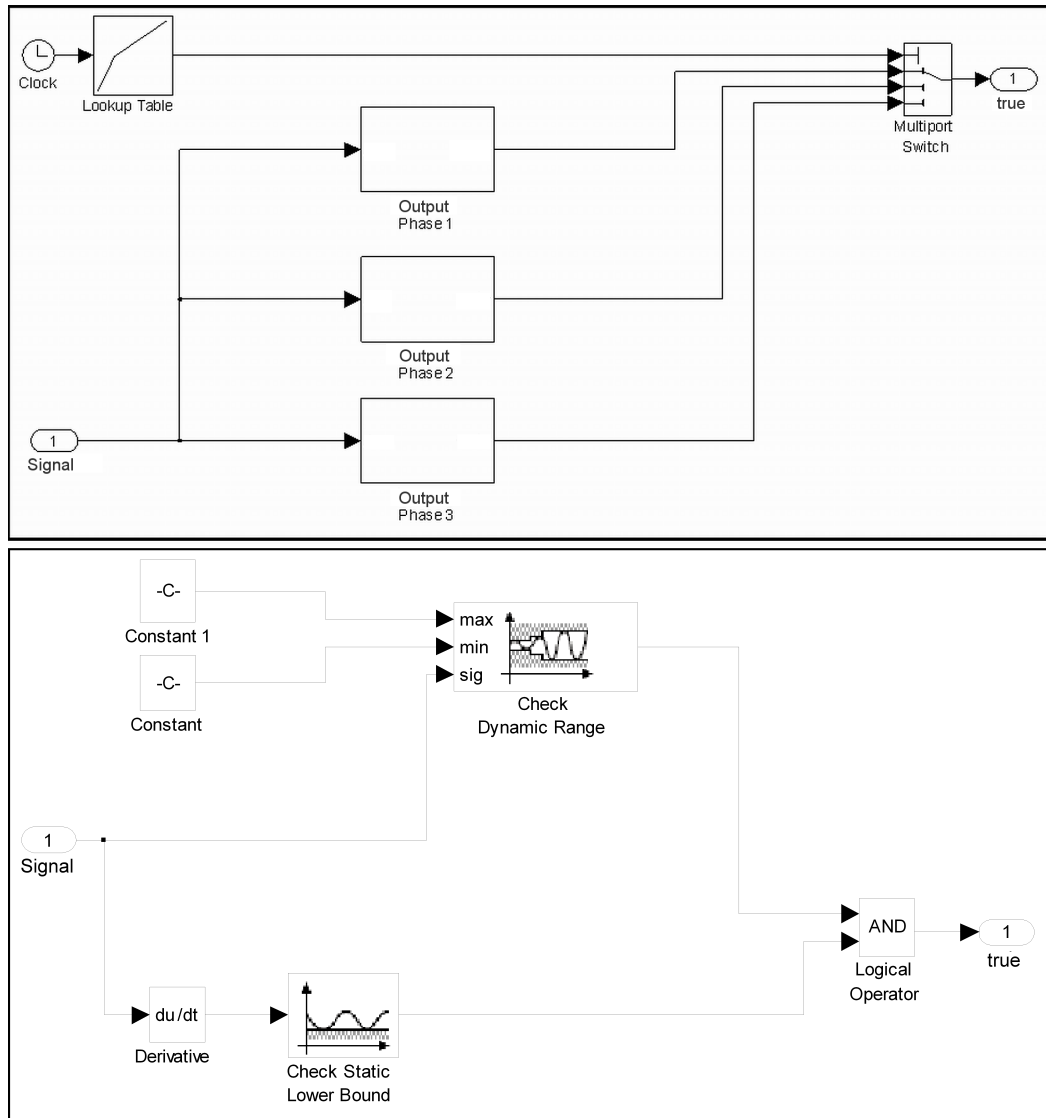 Clock
Lookup Table
Multiport
Switch
1
true
Output
Phase 1
Output
Phase 2
1
Signal
Output
Phase 3
-C-
Constant 1
-C-
Constant
max
min
sig
Check
Dynamic Range
1
Signal
AND
Logical
Operator
1
true
du/dt
Derivative
Check Static
Lower Bound